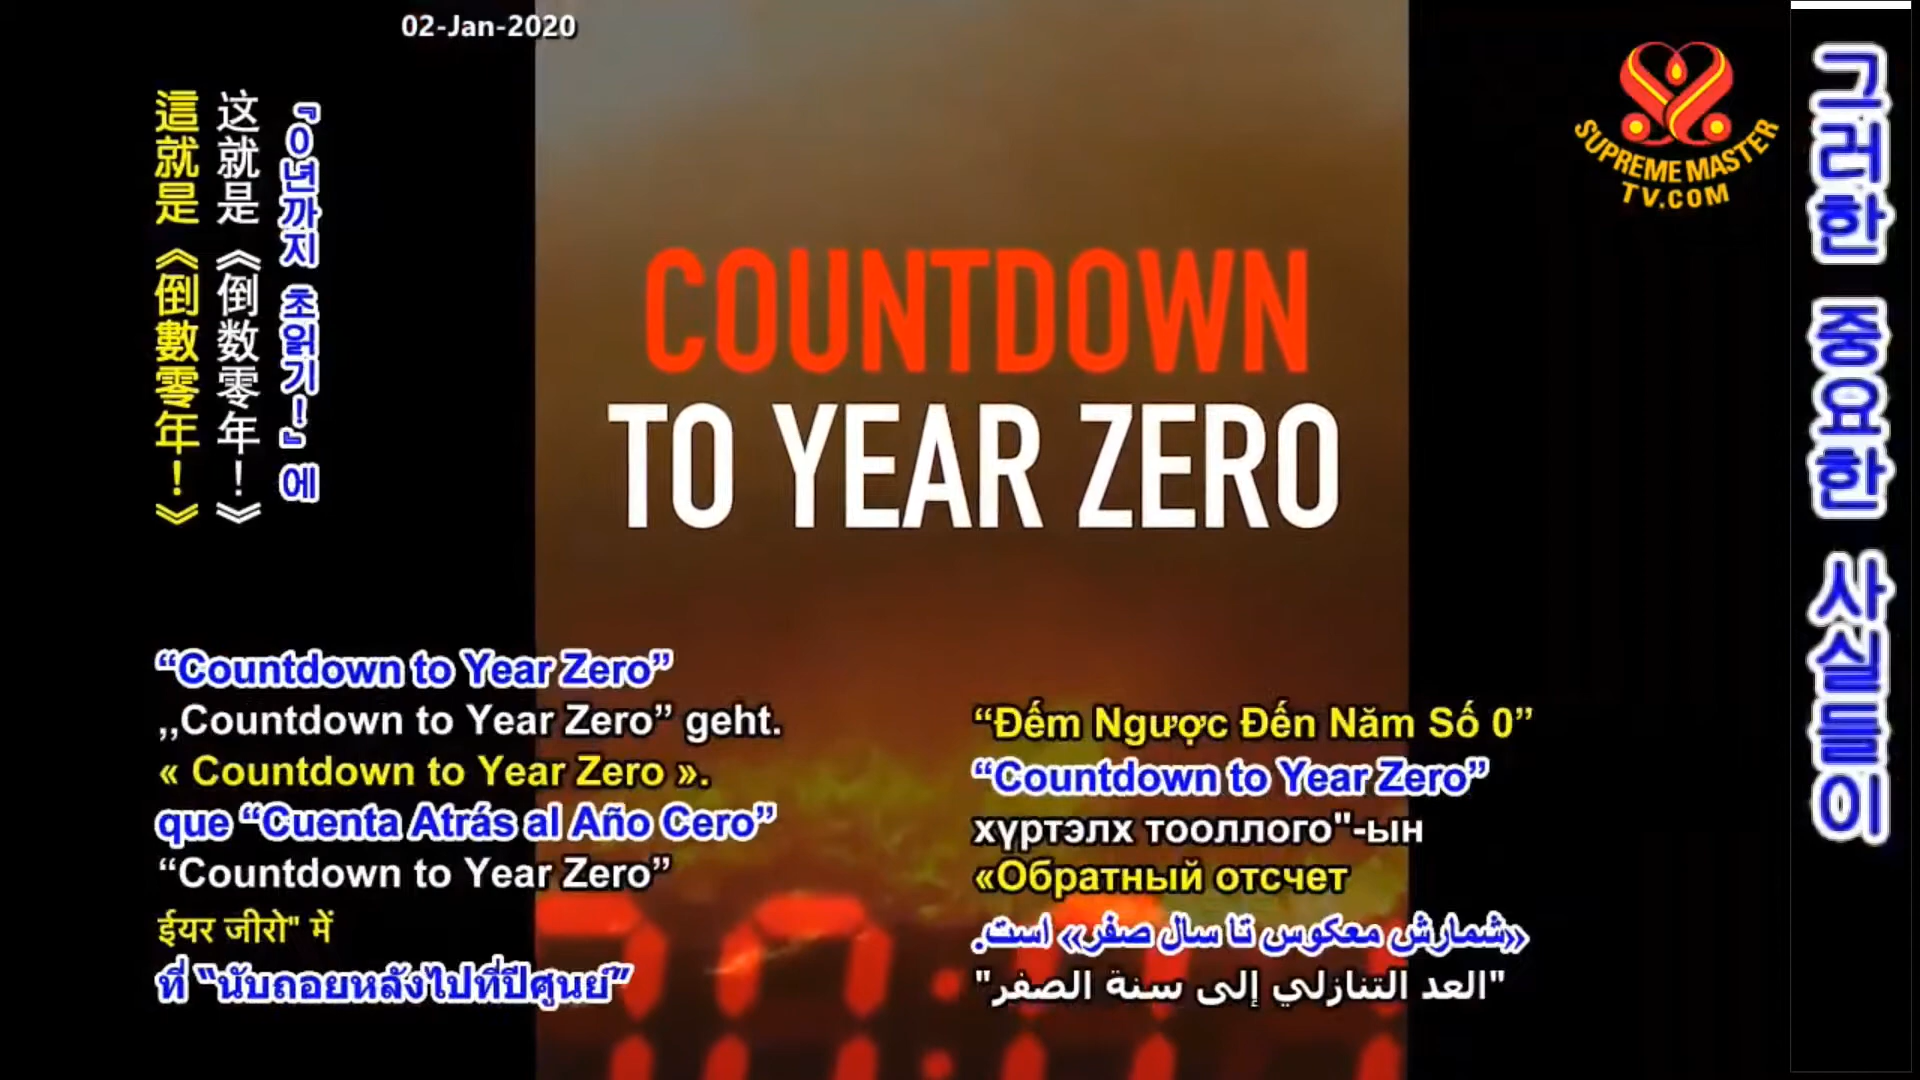 02-Jan-2020
這就是《倒數零年！》
这就是《倒数零年！》
『0년까지 초읽기!』에
COUNTDOWN
TO YEAR ZERO
SUPREME MASTER
TV.COM
그러한 중요한 사실들이
“Countdown to Year Zero”
,,Countdown to Year Zero” geht.
« Countdown to Year Zero ».
que “Cuenta Atrás al Año Cero”
“Countdown to Year Zero”
ईयर जीरो" में
ที่ “นับถอยหลังไปที่ปีศูนย์”
“Đếm Ngược Đến Năm Số 0”
“Countdown to Year Zero”
хүртэлх тооллого"-ын
«Обратный отсчет
«شمارش معکوس تا سال صفر» است.
"العد التنازلي إلى سنة الصفر"